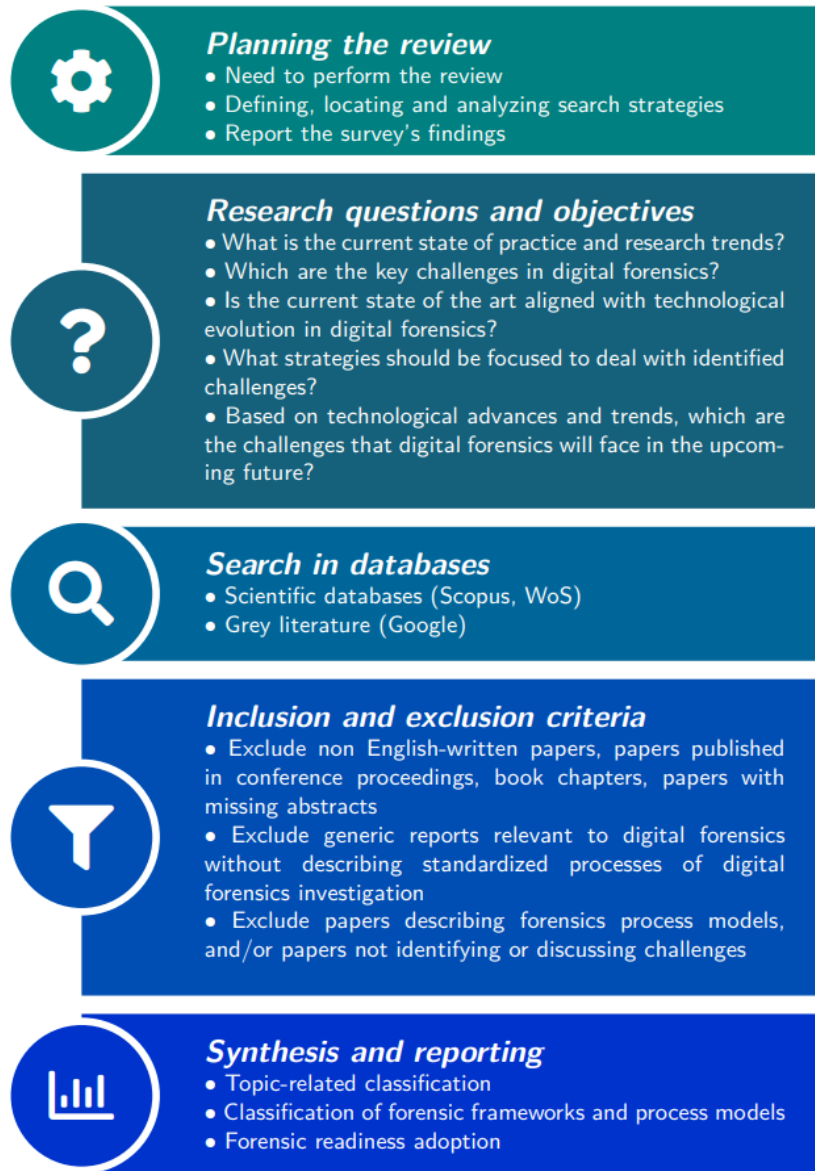 Planning the review
• Need to perform the review
• Defining, locating and analyzing search strategies
• Report the survey's findings
Research questions and objectives
• What is the current state of practice and research trends?
• Which are the key challenges in digital forensics?
• Is the current state of the art aligned with technological
evolution in digital forensics?
• What strategies should be focused to deal with identified
challenges?
• Based on technological advances and trends, which are
the challenges that digital forensics will face in the upcom-
ing future?
Search in databases
• Scientific databases (Scopus, WoS)
• Grey literature (Google)
Inclusion and exclusion criteria
• Exclude non English-written papers, papers published
in conference proceedings, book chapters, papers with
missing abstracts
• Exclude generic reports relevant to digital forensics
without describing standardized processes of digital
forensics investigation
• Exclude papers describing forensics process models,
and/or papers not identifying or discussing challenges
Synthesis and reporting
• Topic-related classification
• Classification of forensic frameworks and process models
• Forensic readiness adoption